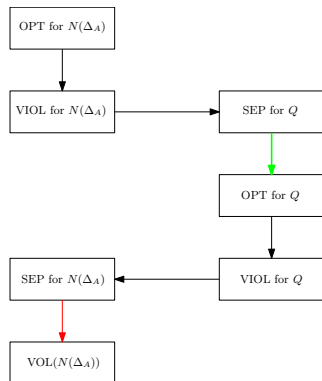 OPT for N(Δ_A)
VIOL for N(Δ_A)
SEP for Q
OPT for Q
SEP for N(Δ_A)
VIOL for Q
VOL(N(Δ_A))